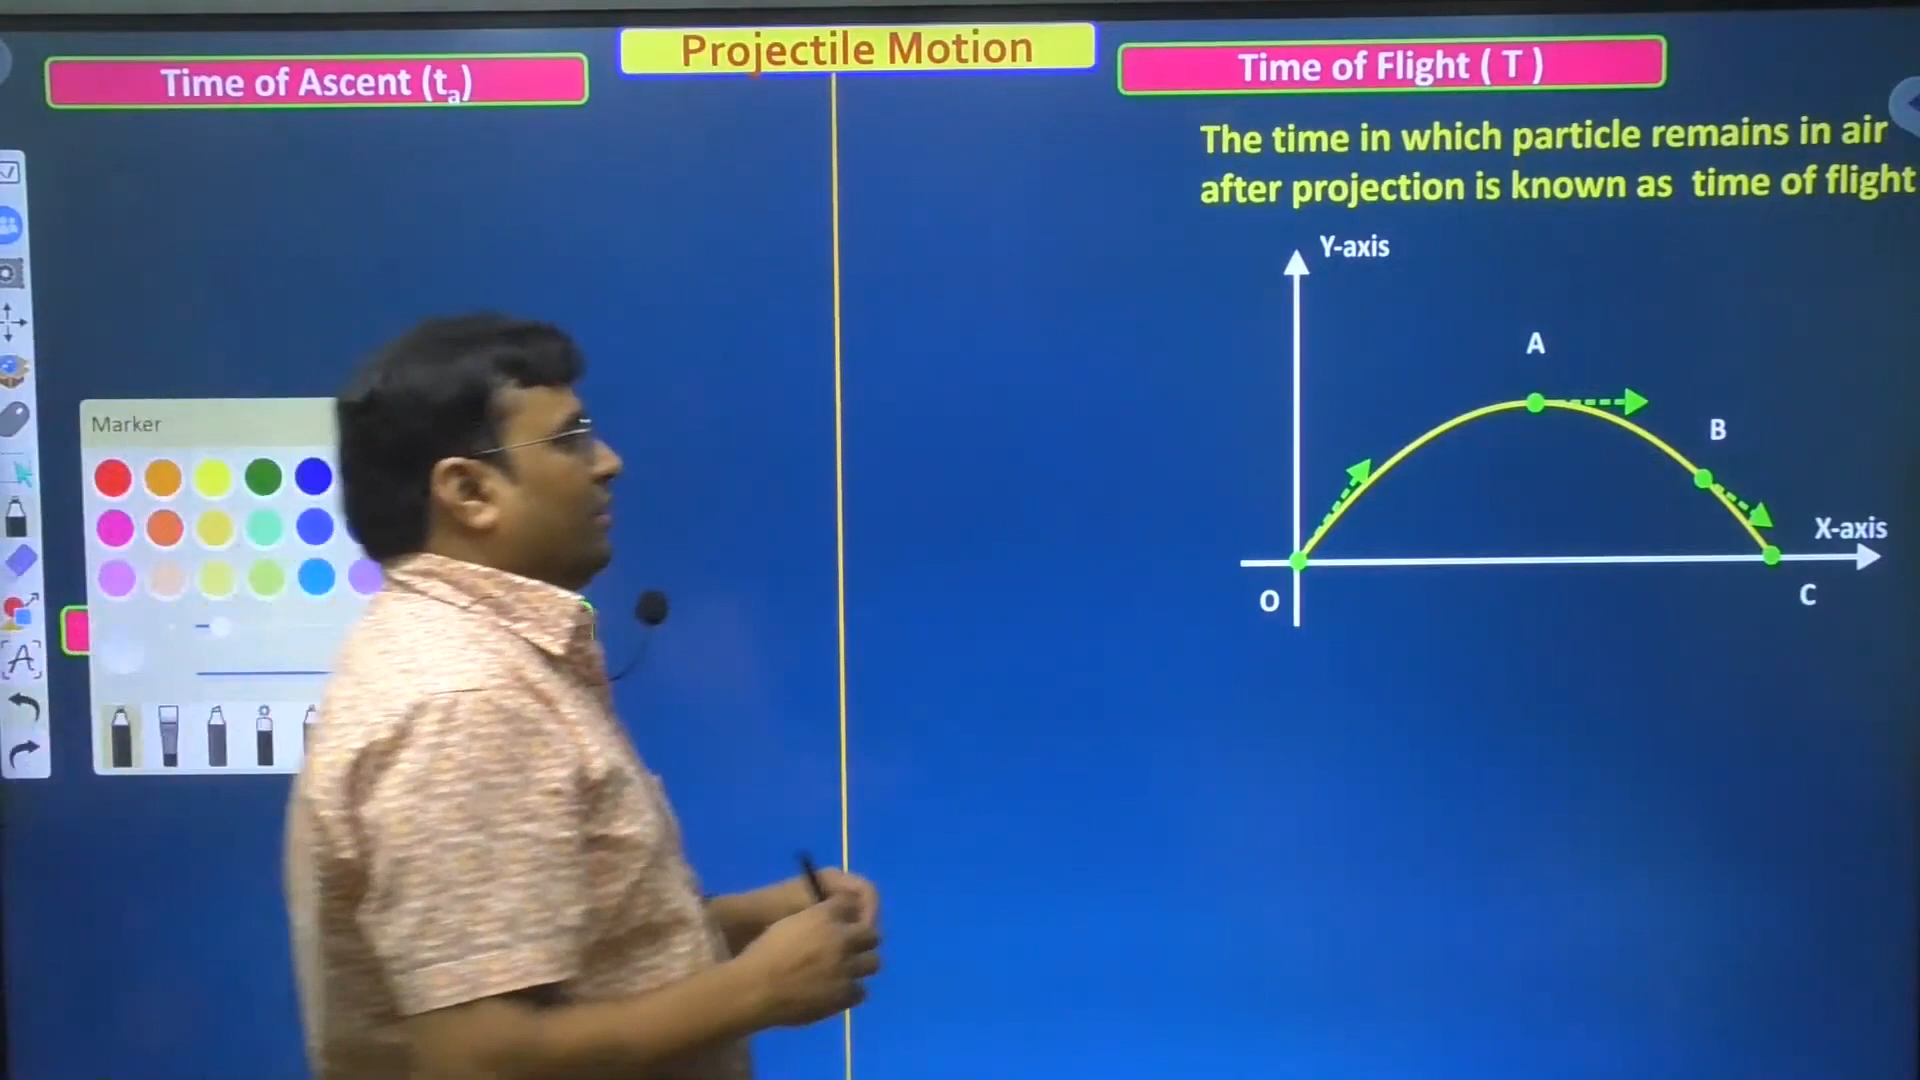 Projectile Motion
Time of Ascent (tₐ)
Marker
Time of Flight ( T )
The time in which particle remains in air
after projection is known as time of flight
Y-axis
A
B
X-axis
O
C